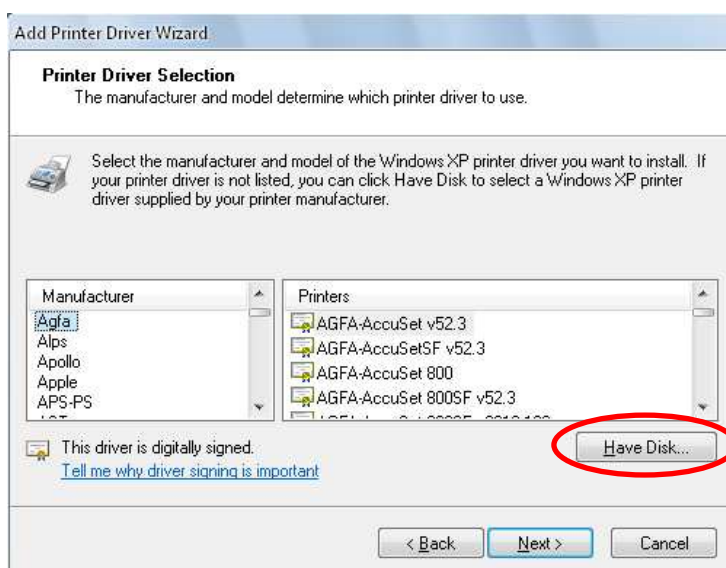 Add Printer Driver Wizard
Printer Driver Selection
The manufacturer and model determine which printer driver to use.
Select the manufacturer and model of the Windows XP printer driver you want to install. If
your printer driver is not listed, you can click Have Disk to select a Windows XP printer
driver supplied by your printer manufacturer.
Manufacturer
Agfa
Alps
Apollo
Apple
APS-PS
Printers
AGFA-AccuSet v52.3
AGFA-AccuSetSF v52.3
AGFA-AccuSet 800
AGFA-AccuSet 800SF v52.3
This driver is digitally signed.
Have Disk...
Tell me why driver signing is important
< Back
Next >
Cancel